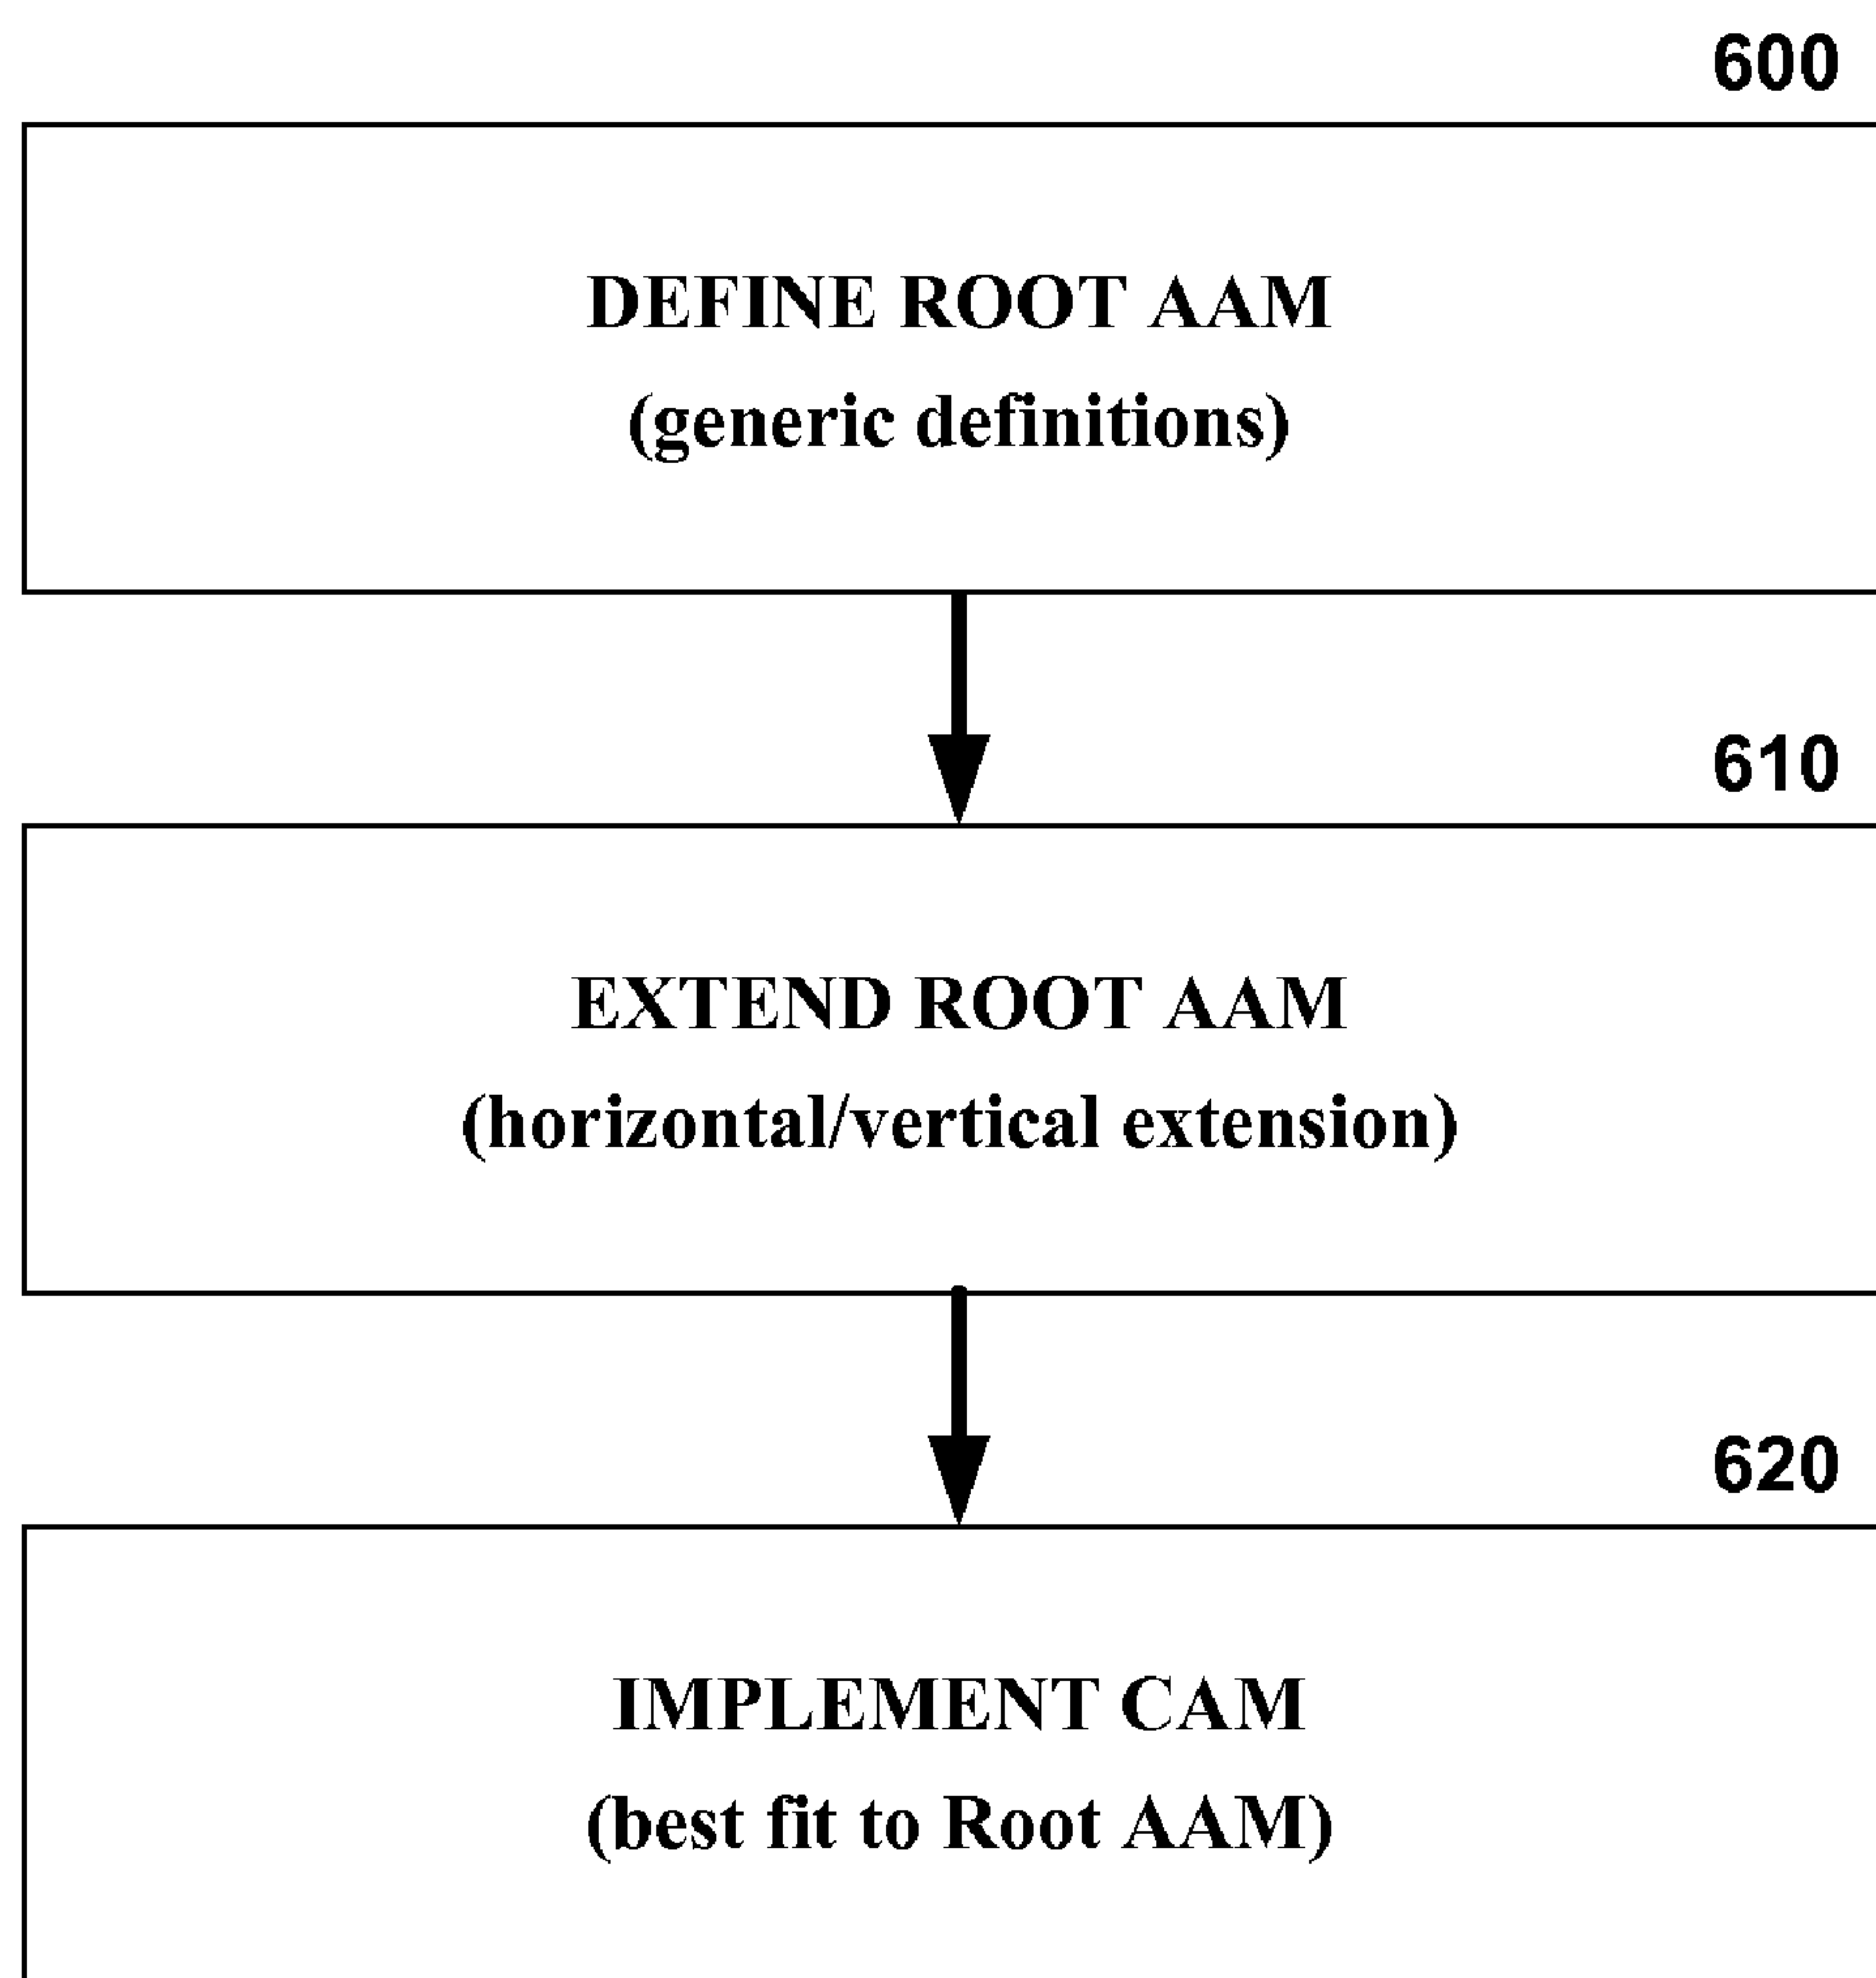 600
DEFINE ROOT AAM
(generic definitions)
610
EXTEND ROOT AAM
(horizontal/vertical extension)
620
IMPLEMENT CAM
(best fit to Root AAM)